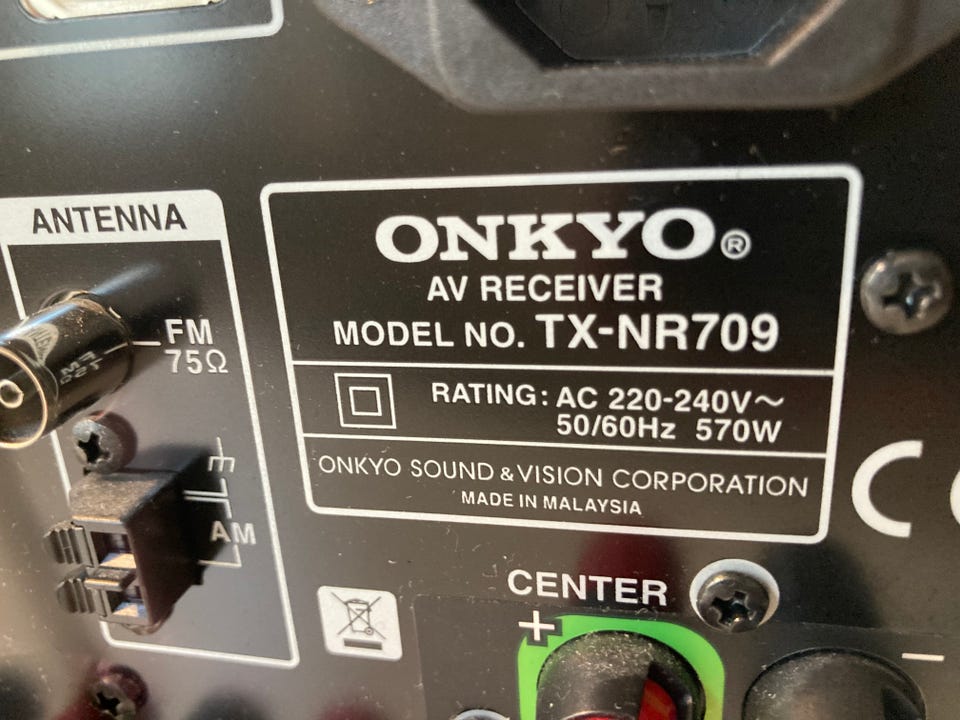 ANTENNA
FM
75Ω
AM
ONKYO®
AV RECEIVER
MODEL NO. TX-NR709
RATING: AC 220-240V~
50/60Hz 570W
ONKYO SOUND & VISION CORPORATION
MADE IN MALAYSIA
CENTER
+
−